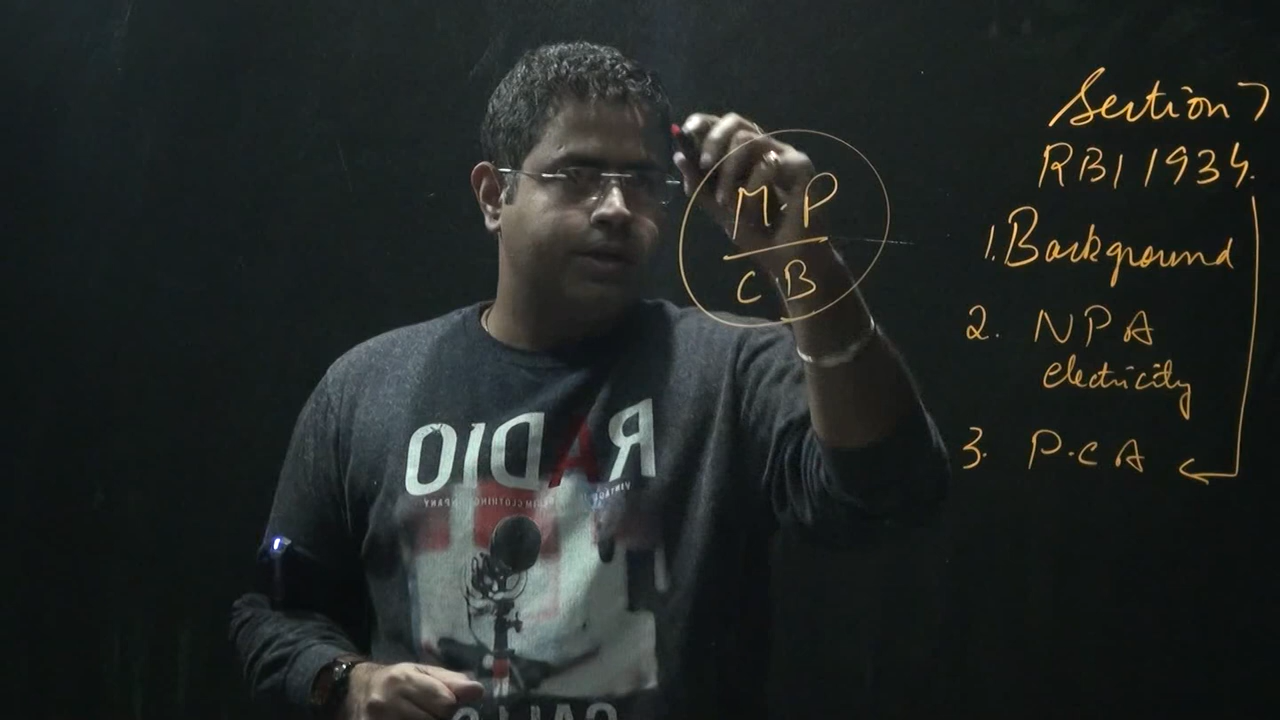 M.P
C.B
Section 7
RBI 1934.
1. Background
2. NPA
electricity
3. P.C.A
RADIO